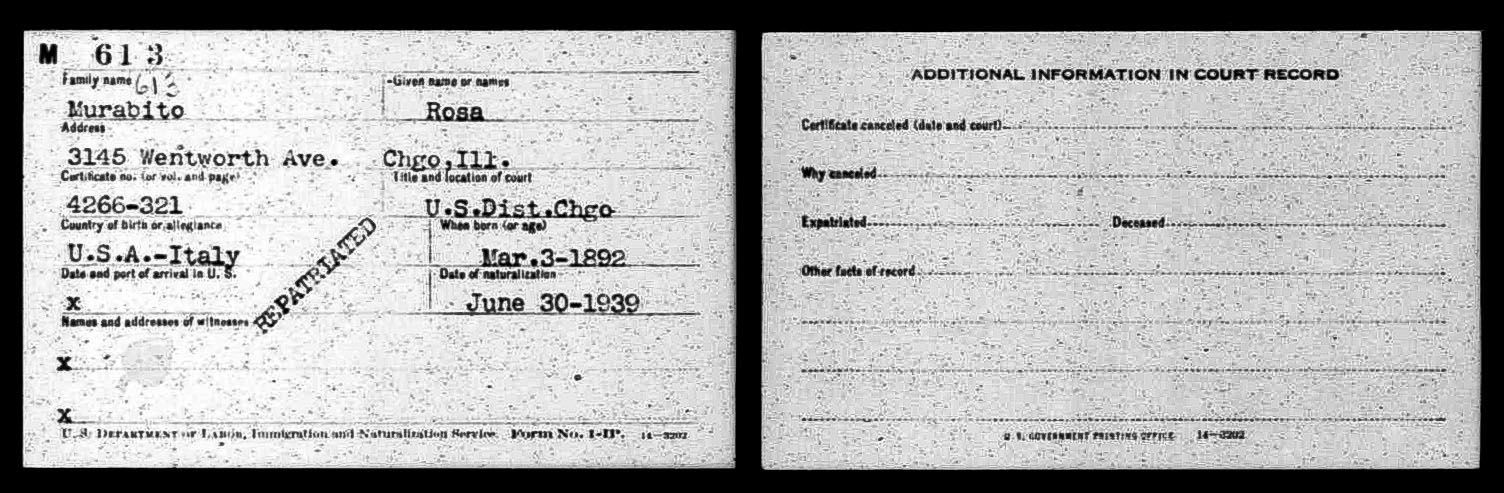 M 613
Family name 613
Given name or names
Murabito
Rosa
Address
3145 Wentworth Ave. Chgo,Ill.
Certificate no. (or vol. and page)
Title and location of court
4266-321
U.S.Dist.Chgo
Country of birth or allegiance
When born (or age)
U.S.A.-Italy
Mar.3-1892
Date and port of arrival in U. S.
Date of naturalization
x
June 30-1939
REPATRIATED
Names and addresses of witnesses
x
x
U. S. DEPARTMENT OF LABOR, Immigration and Naturalization Service. Form No. 1-IP. 14—3202
ADDITIONAL INFORMATION IN COURT RECORD
Certificate canceled (date and court)
Why canceled
Expatriated
Deceased
Other facts of record
U. S. GOVERNMENT PRINTING OFFICE 14—3202